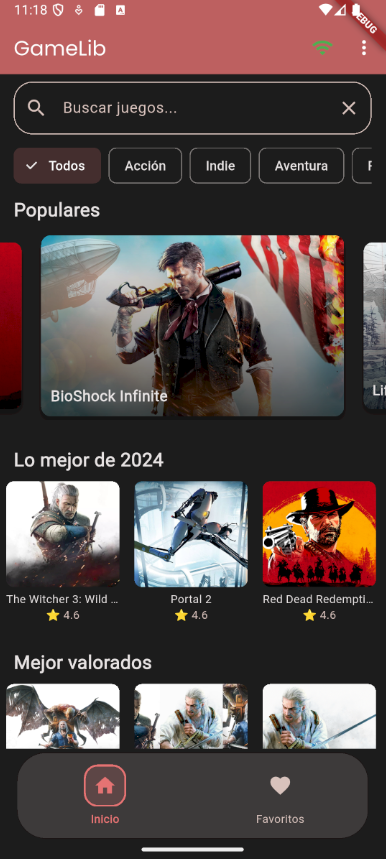 11:18
DEBUG
GameLib
Buscar juegos...
Todos
Acción
Indie
Aventura
Populares
BioShock Infinite
Lo mejor de 2024
The Witcher 3: Wild ...
Portal 2
Red Dead Redempti...
4.6
4.6
4.6
Mejor valorados
Inicio
Favoritos